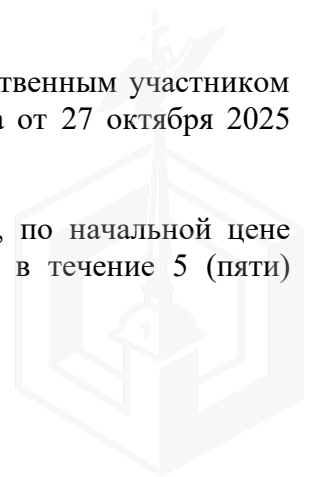 ственным участником
а от 27 октября 2025
, по начальной цене
в течение 5 (пяти)